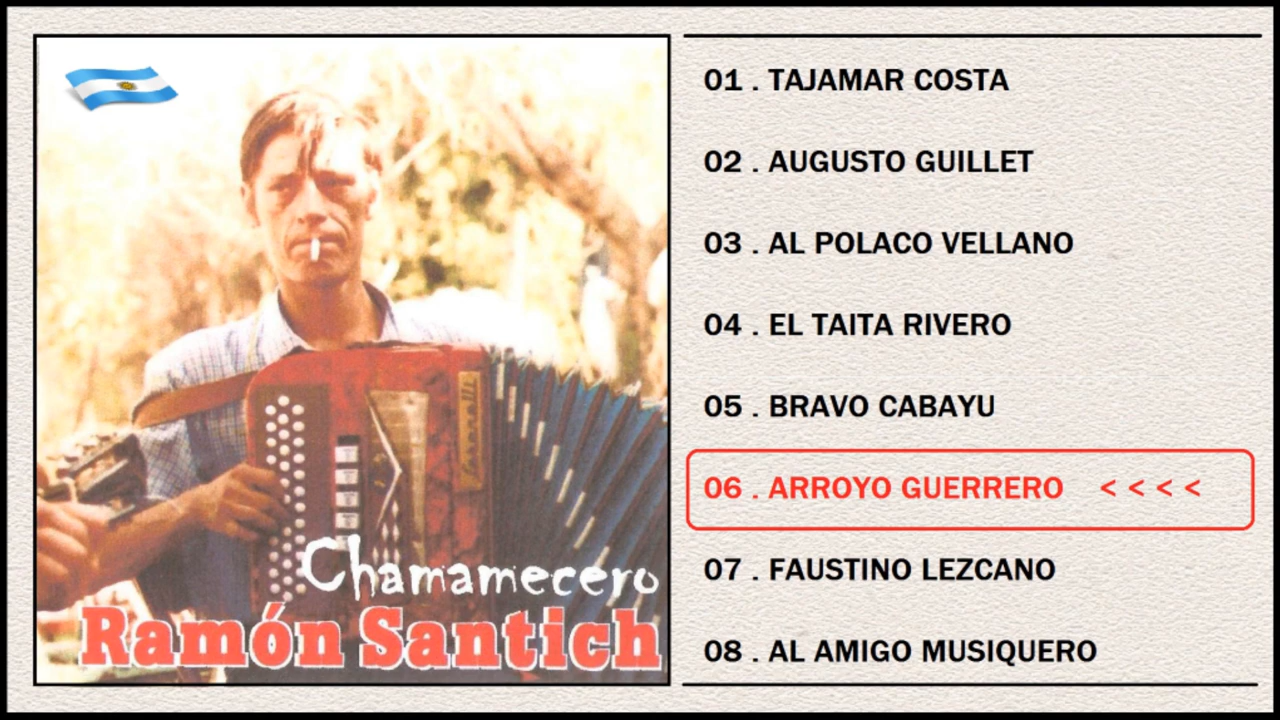 Chamamecero
Ramón Santich
01 . TAJAMAR COSTA
02 . AUGUSTO GUILLET
03 . AL POLACO VELLANO
04 . EL TAITA RIVERO
05 . BRAVO CABAYU
06 . ARROYO GUERRERO < < < <
07 . FAUSTINO LEZCANO
08 . AL AMIGO MUSIQUERO